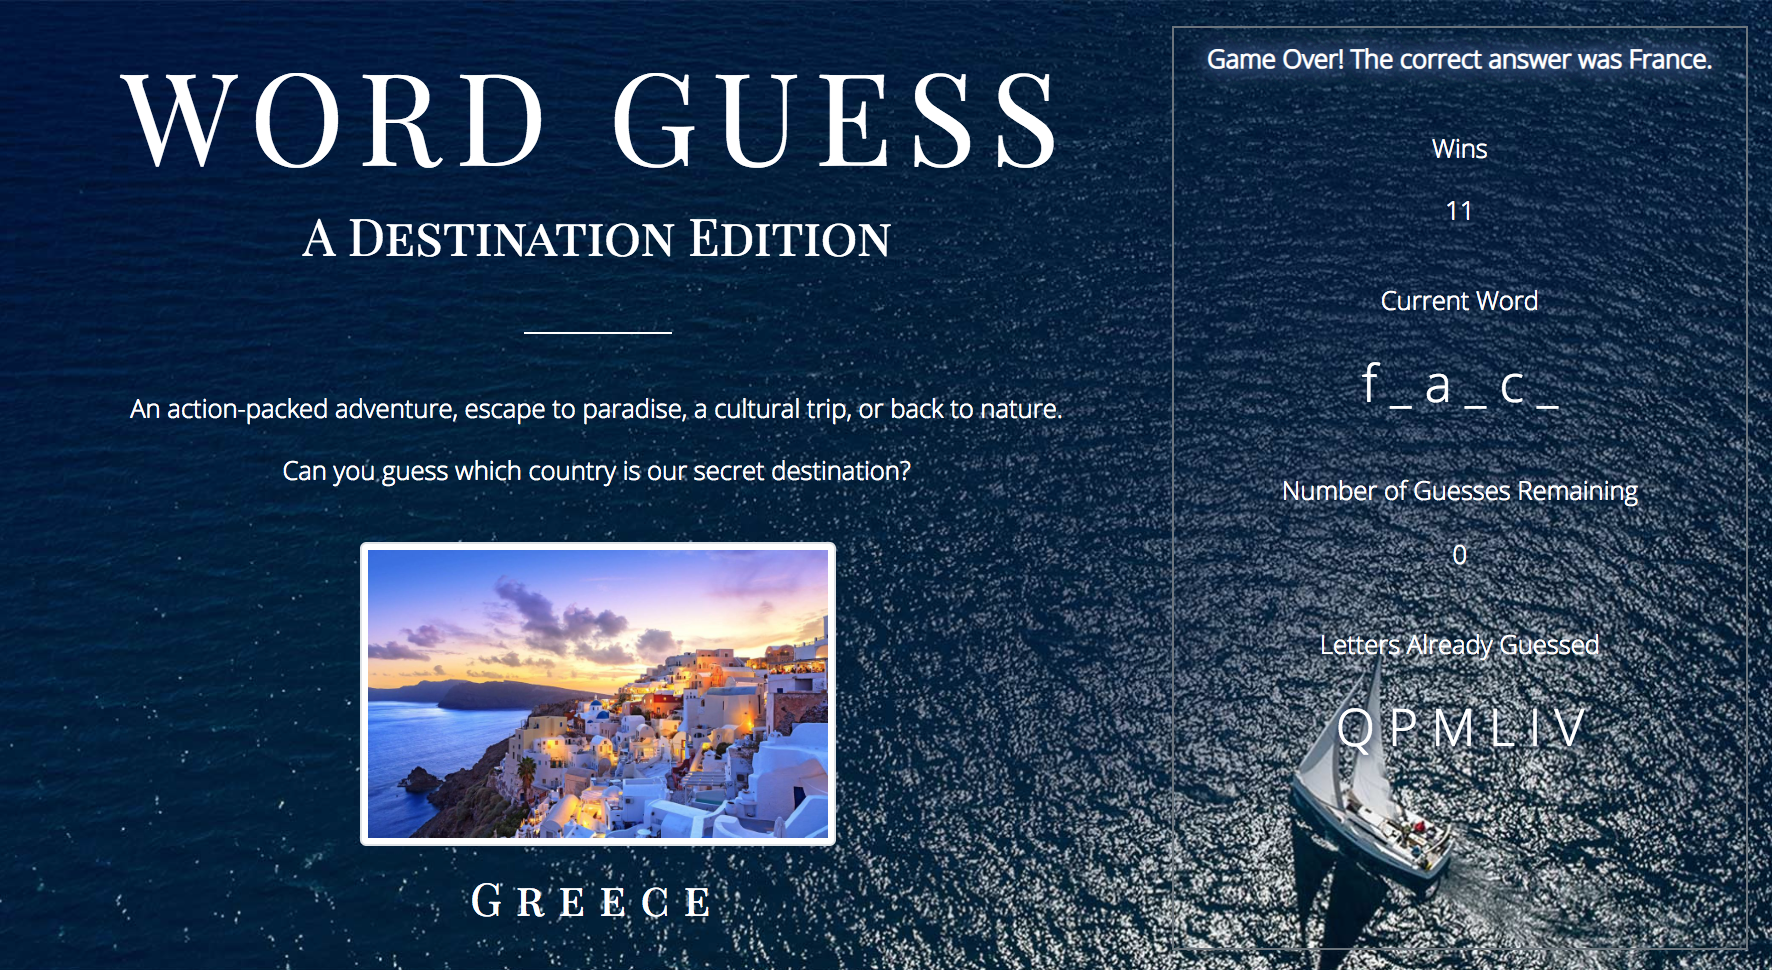 WORD GUESS
A DESTINATION EDITION
An action-packed adventure, escape to paradise, a cultural trip, or back to nature.
Can you guess which country is our secret destination?
GREECE
Game Over! The correct answer was France.
Wins
11
Current Word
f _ a _ c _
Number of Guesses Remaining
0
Letters Already Guessed
Q P M L I V